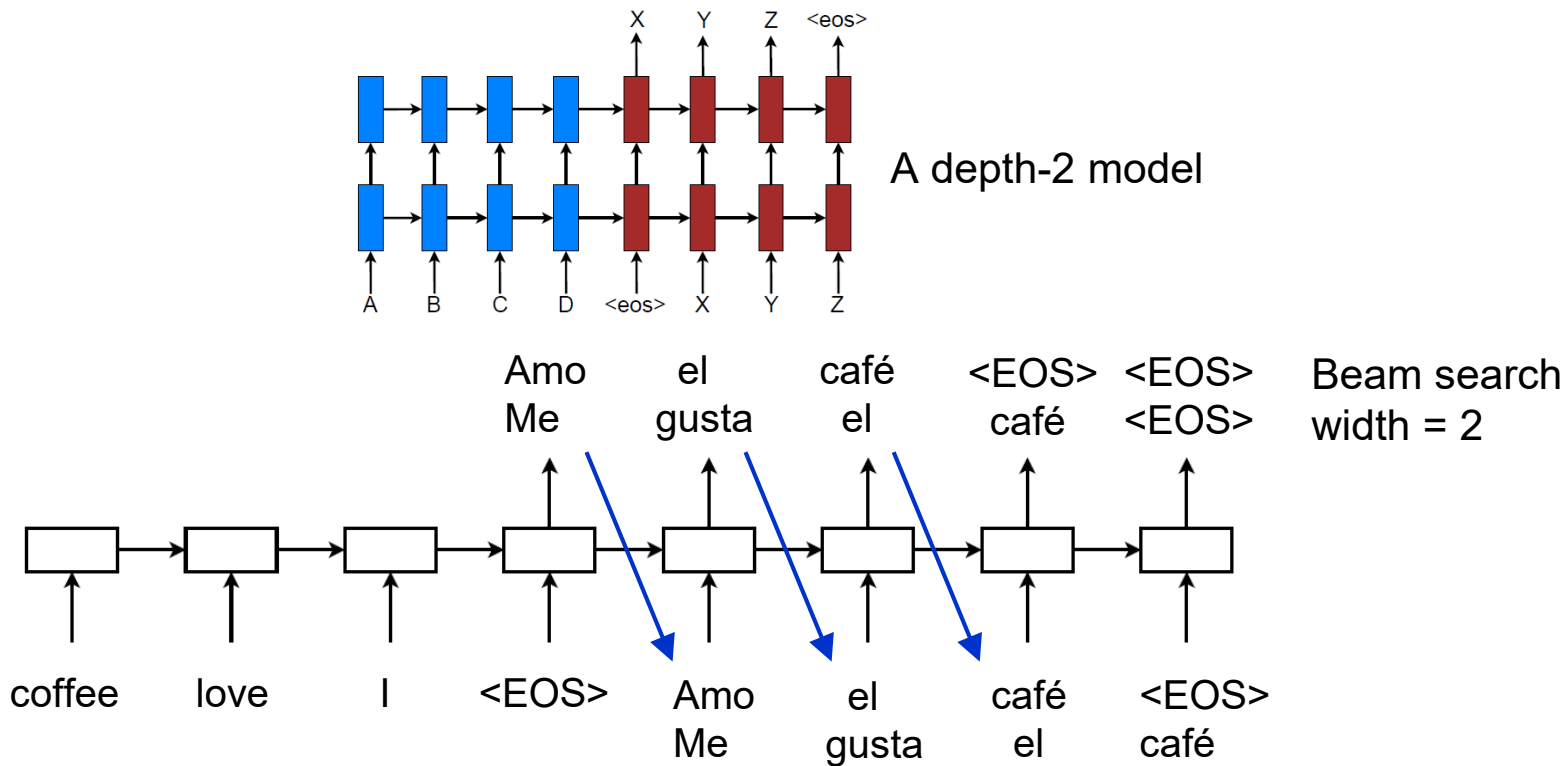 X Y Z <eos>
A depth-2 model
A B C D <eos> X Y Z
Amo el café <EOS> <EOS> Beam search
Me gusta el café <EOS> width = 2
coffee love I <EOS> Amo el café <EOS>
Me gusta el café